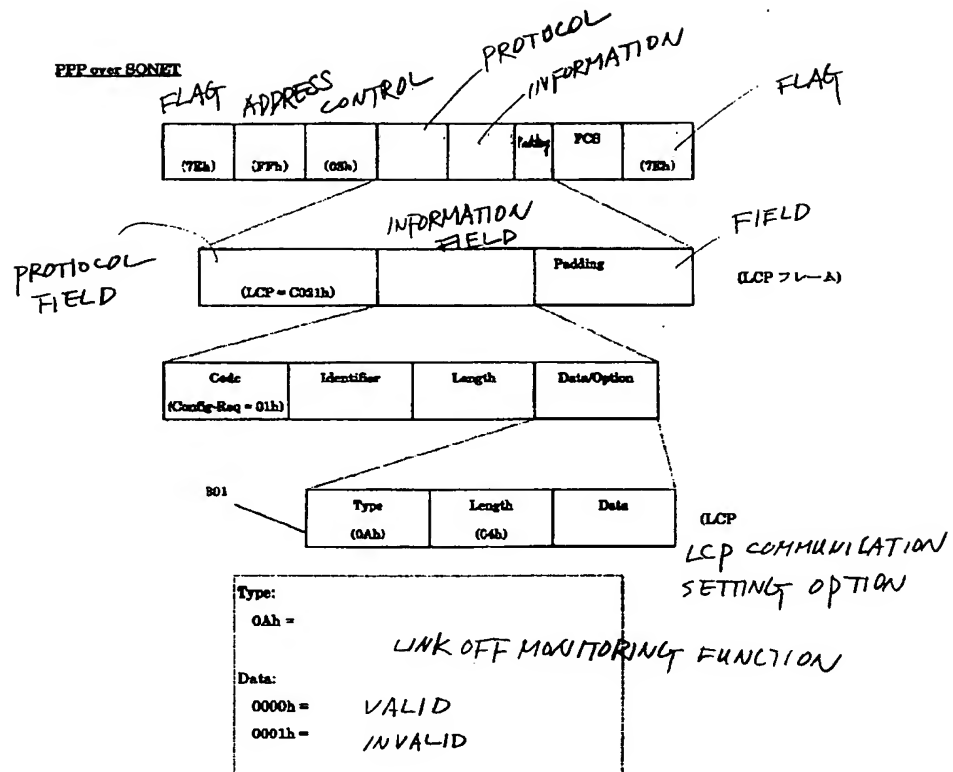 PPP over SONET
FLAG ADDRESS CONTROL PROTOCOL INFORMATION FLAG
(7Eh) (FFh) (03h) Padding FCS (7Eh)
PROTIOCOL FIELD
INFORMATION FIELD
FIELD
(LCP = C021h) Padding (LCP フレーム)
Code Identifier Length Data/Option
(Config-Req = 01h)
801
Type Length Data
(0Ah) (04h)
(LCP
LCP COMMUNICATION
SETTING OPTION
Type:
0Ah =
LINK OFF MONITORING FUNCTION
Data:
0000h = VALID
0001h = INVALID